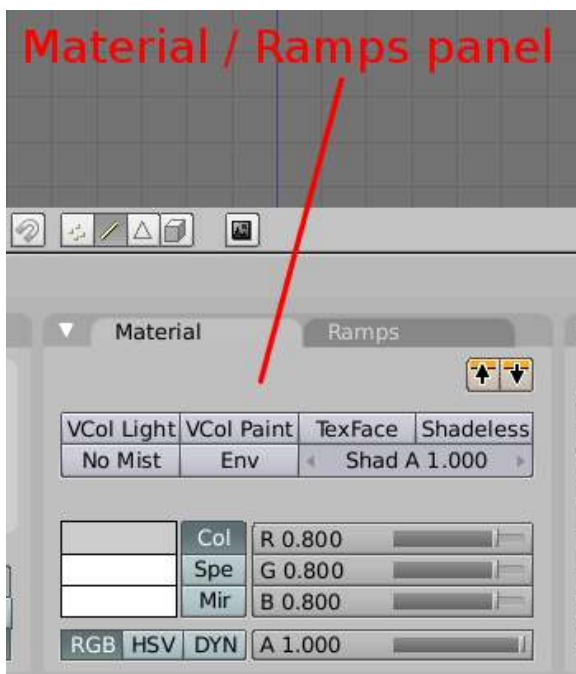 Material / Ramps panel
Material Ramps
VCol Light VCol Paint TexFace Shadeless
No Mist Env Shad A 1.000
Col R 0.800
Spe G 0.800
Mir B 0.800
RGB HSV DYN A 1.000